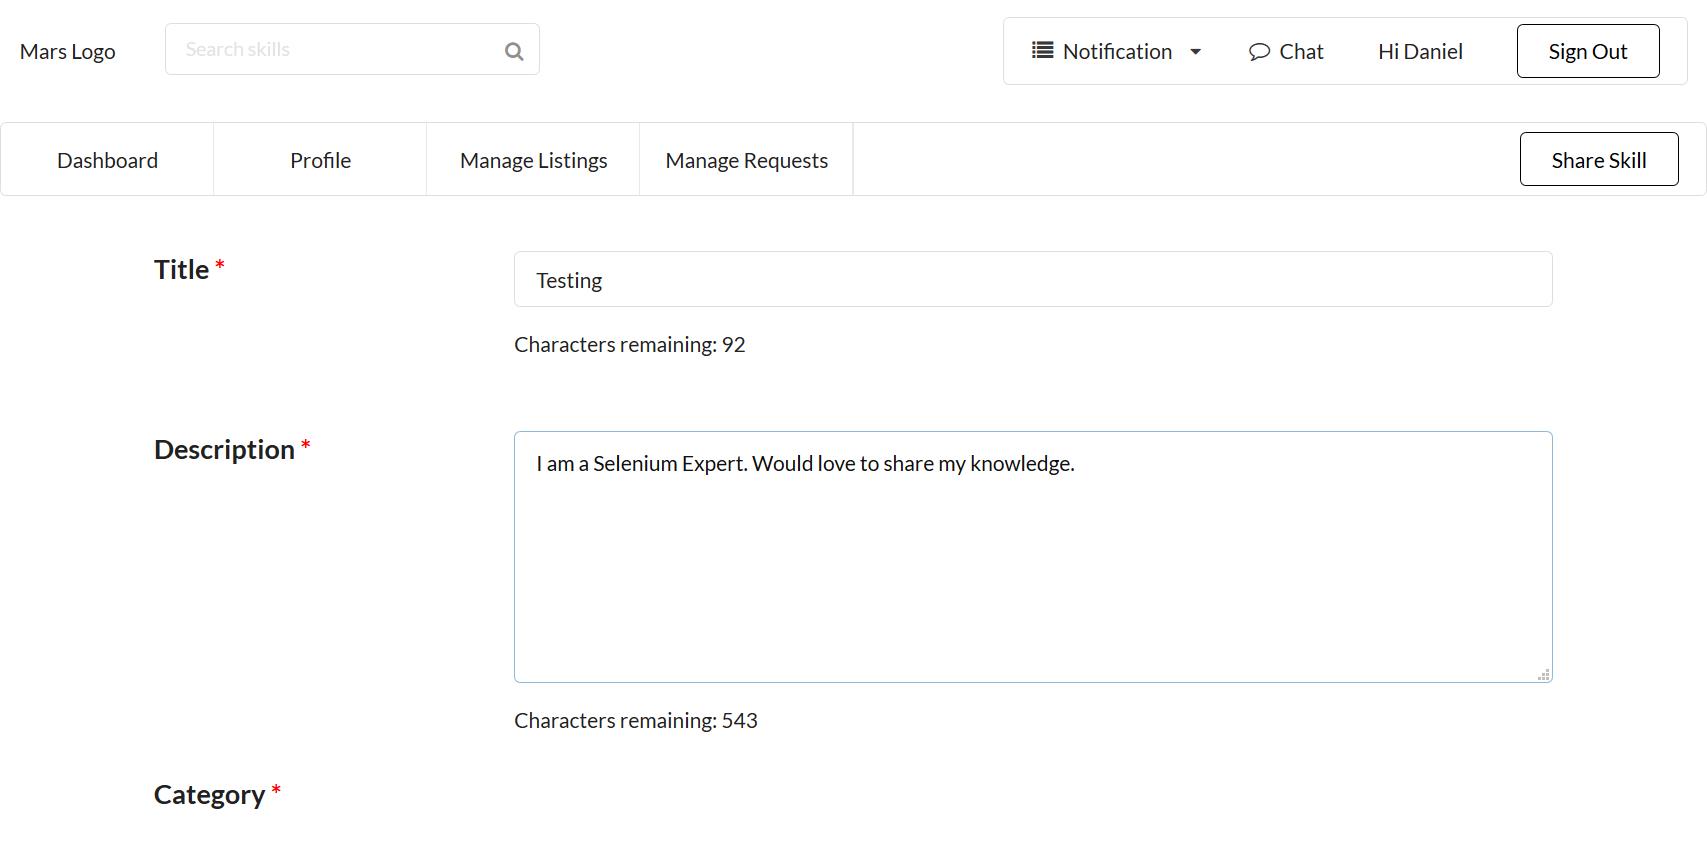 Mars Logo
Search skills
Notification
Chat
Hi Daniel
Sign Out
Dashboard
Profile
Manage Listings
Manage Requests
Share Skill
Title *
Testing
Characters remaining: 92
Description *
I am a Selenium Expert. Would love to share my knowledge.
Characters remaining: 543
Category *